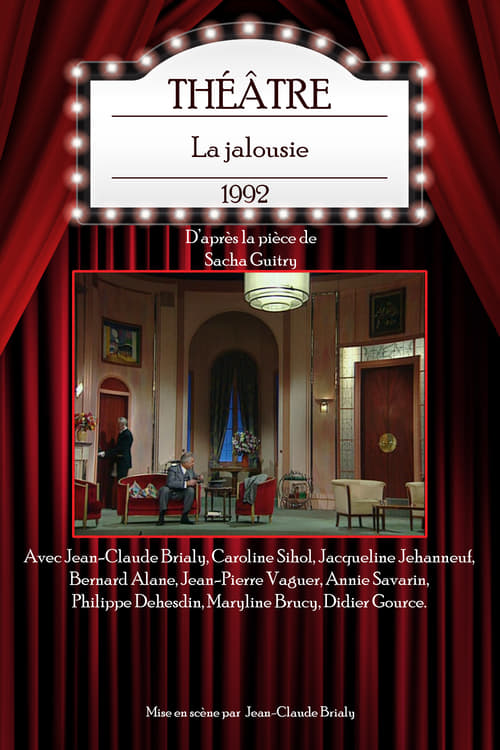 THÉÂTRE
La jalousie
1992
D'après la pièce de
Sacha Guitry
Avec Jean-Claude Brialy, Caroline Sihol, Jacqueline Jehanneuf,
Bernard Alane, Jean-Pierre Vaguer, Annie Savarin,
Philippe Dehesdin, Maryline Brucy, Didier Gource.
Mise en scène par Jean-Claude Brialy